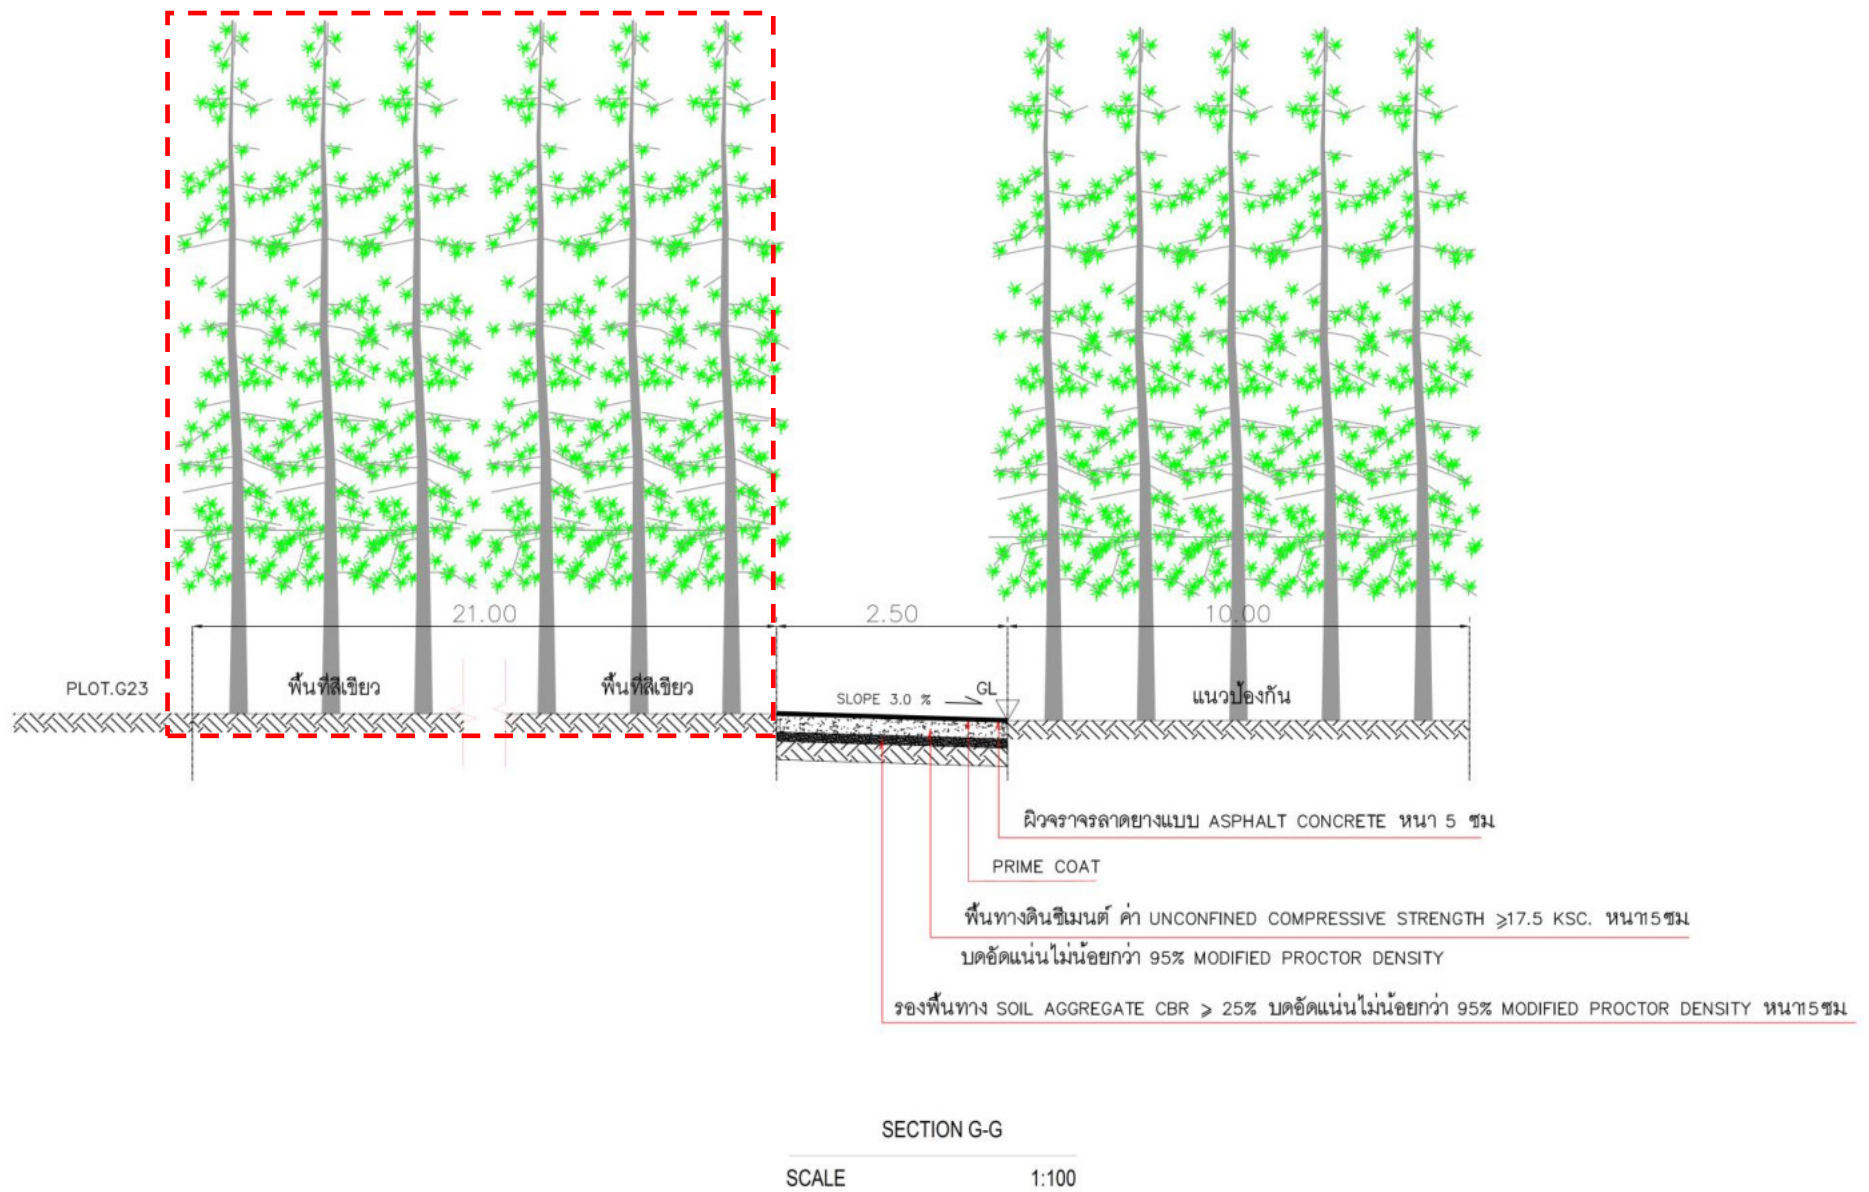 21.00
2.50
10.00
PLOT.G23
พื้นที่สีเขียว
พื้นที่สีเขียว
SLOPE 3.0 %
GL
แนวป้องกัน
ผิวจราจรลาดยางแบบ ASPHALT CONCRETE หนา 5 ซม.
PRIME COAT
พื้นทางดินซีเมนต์ ค่า UNCONFINED COMPRESSIVE STRENGTH ⩾17.5 KSC. หนา15ซม.
บดอัดแน่นไม่น้อยกว่า 95% MODIFIED PROCTOR DENSITY
รองพื้นทาง SOIL AGGREGATE CBR ⩾ 25% บดอัดแน่นไม่น้อยกว่า 95% MODIFIED PROCTOR DENSITY หนา15ซม.
SECTION G-G
SCALE 1:100